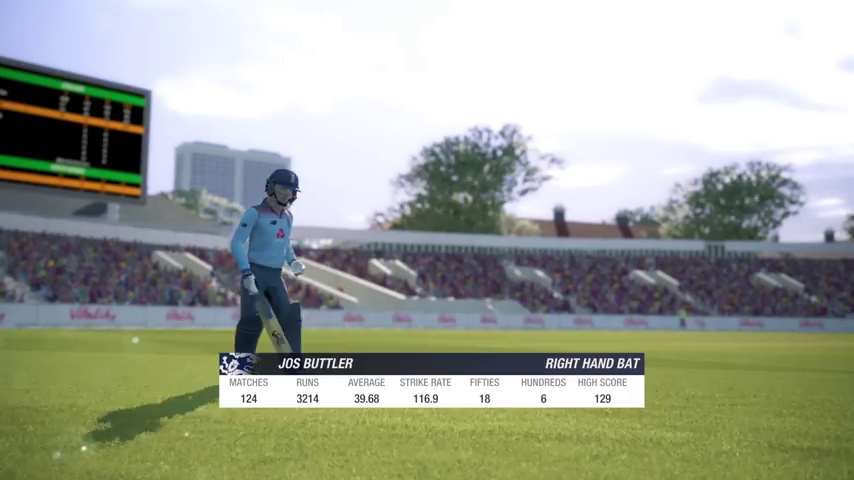 Vitality
JOS BUTTLER RIGHT HAND BAT
MATCHES RUNS AVERAGE STRIKE RATE FIFTIES HUNDREDS HIGH SCORE
124 3214 39.68 116.9 18 6 129